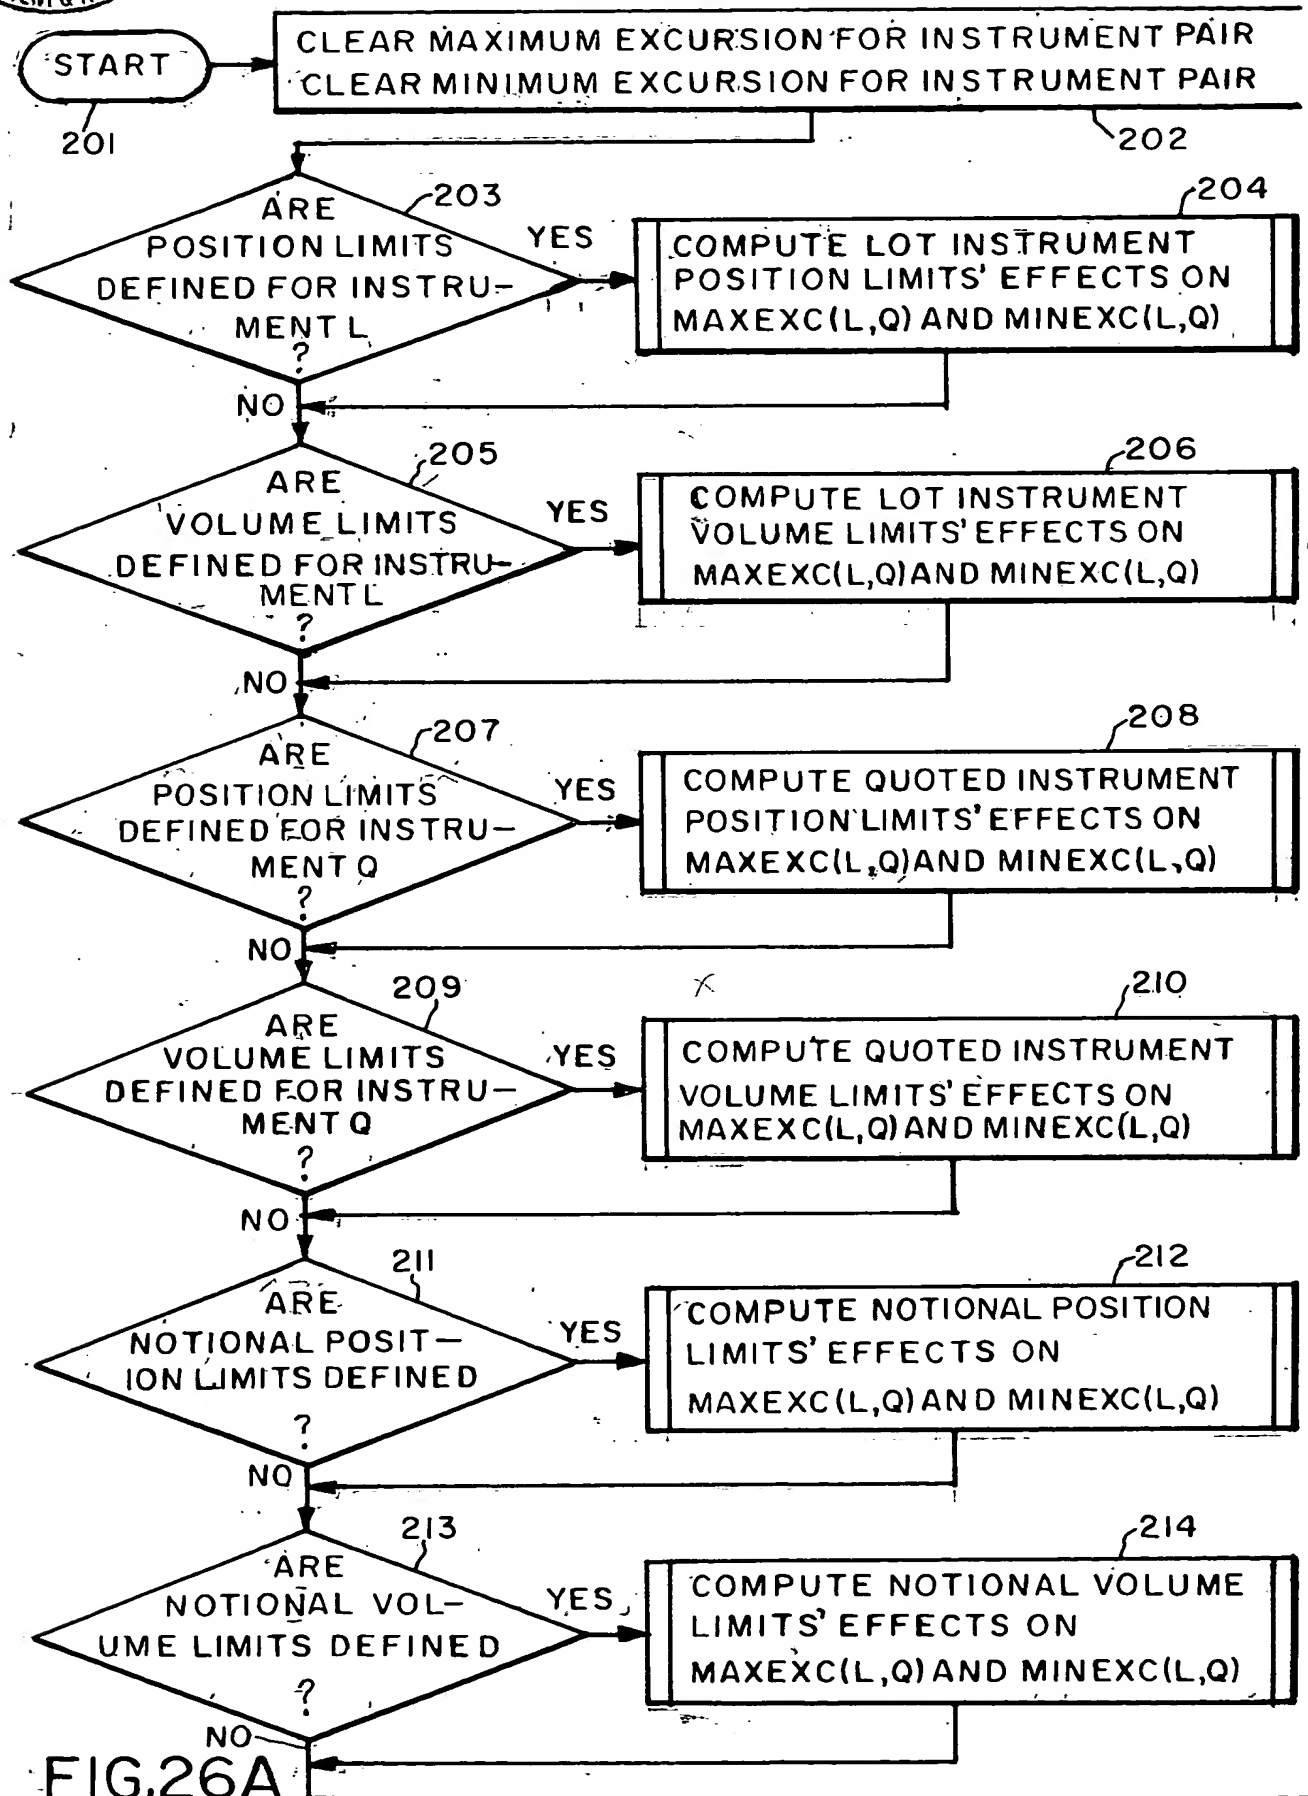 START
CLEAR MAXIMUM EXCURSION FOR INSTRUMENT PAIR
CLEAR MINIMUM EXCURSION FOR INSTRUMENT PAIR
201
202
203
ARE
POSITION LIMITS
DEFINED FOR INSTRU-
MENT L
?
YES
NO
204
COMPUTE LOT INSTRUMENT
POSITION LIMITS' EFFECTS ON
MAXEXC(L,Q) AND MINEXC(L,Q)
205
ARE
VOLUME LIMITS
DEFINED FOR INSTRU-
MENT L
?
YES
NO
206
COMPUTE LOT INSTRUMENT
VOLUME LIMITS' EFFECTS ON
MAXEXC(L,Q) AND MINEXC(L,Q)
207
ARE
POSITION LIMITS
DEFINED FOR INSTRU-
MENT Q
?
YES
NO
208
COMPUTE QUOTED INSTRUMENT
POSITION LIMITS' EFFECTS ON
MAXEXC(L,Q) AND MINEXC(L,Q)
209
ARE
VOLUME LIMITS
DEFINED FOR INSTRU-
MENT Q
?
YES
NO
210
COMPUTE QUOTED INSTRUMENT
VOLUME LIMITS' EFFECTS ON
MAXEXC(L,Q) AND MINEXC(L,Q)
211
ARE
NOTIONAL POSIT-
ION LIMITS DEFINED
?
YES
NO
212
COMPUTE NOTIONAL POSITION
LIMITS' EFFECTS ON
MAXEXC(L,Q) AND MINEXC(L,Q)
213
ARE
NOTIONAL VOL-
UME LIMITS DEFINED
?
YES
NO
214
COMPUTE NOTIONAL VOLUME
LIMITS' EFFECTS ON
MAXEXC(L,Q) AND MINEXC(L,Q)
FIG.26A